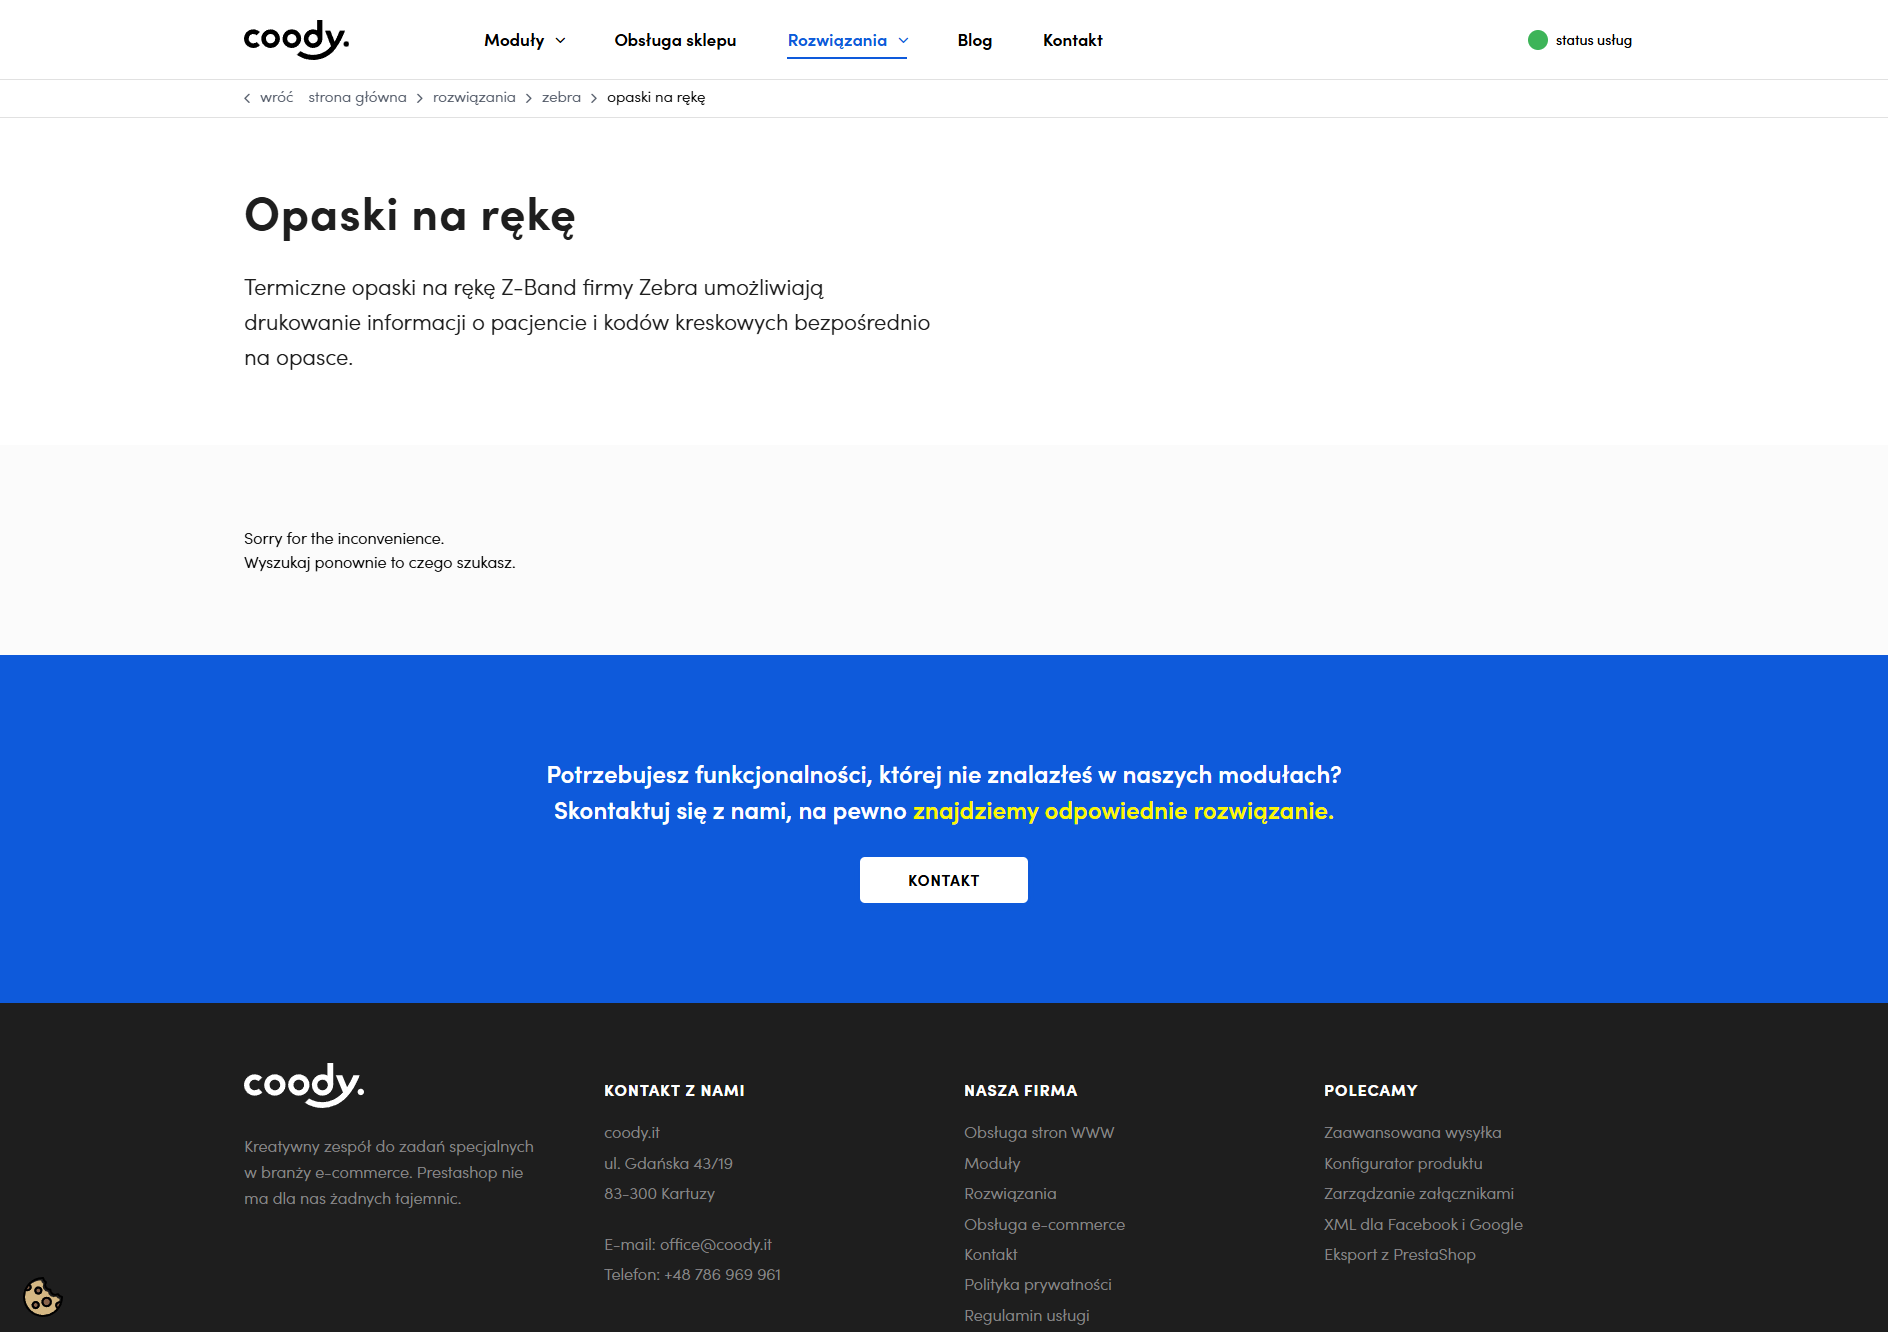 coody.
Moduły
Obsługa sklepu
Rozwiązania
Blog
Kontakt
status usług
wróć
strona główna
rozwiązania
zebra
opaski na rękę
Opaski na rękę
Termiczne opaski na rękę Z-Band firmy Zebra umożliwiają
drukowanie informacji o pacjencie i kodów kreskowych bezpośrednio
na opasce.
Sorry for the inconvenience.
Wyszukaj ponownie to czego szukasz.
Potrzebujesz funkcjonalności, której nie znalazłeś w naszych modułach?
Skontaktuj się z nami, na pewno znajdziemy odpowiednie rozwiązanie.
KONTAKT
coody.
Kreatywny zespół do zadań specjalnych
w branży e-commerce. Prestashop nie
ma dla nas żadnych tajemnic.
KONTAKT Z NAMI
coody.it
ul. Gdańska 43/19
83-300 Kartuzy
E-mail: office@coody.it
Telefon: +48 786 969 961
NASZA FIRMA
Obsługa stron WWW
Moduły
Rozwiązania
Obsługa e-commerce
Kontakt
Polityka prywatności
Regulamin usługi
POLECAMY
Zaawansowana wysyłka
Konfigurator produktu
Zarządzanie załącznikami
XML dla Facebook i Google
Eksport z PrestaShop